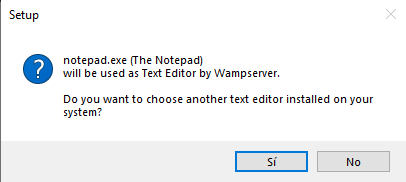 Setup
notepad.exe (The Notepad)
will be used as Text Editor by Wampserver.
Do you want to choose another text editor installed on your
system?
Sí
No